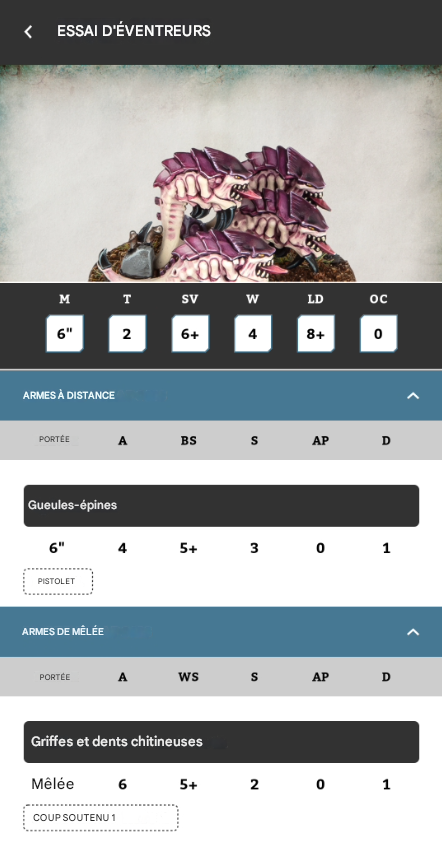 ESSAI D'ÉVENTREURS
M T SV W LD OC
6" 2 6+ 4 8+ 0
ARMES À DISTANCE
PORTÉE A BS S AP D
Gueules-épines
6" 4 5+ 3 0 1
PISTOLET
ARMES DE MÊLÉE
PORTÉE A WS S AP D
Griffes et dents chitineuses
Mêlée 6 5+ 2 0 1
COUP SOUTENU 1